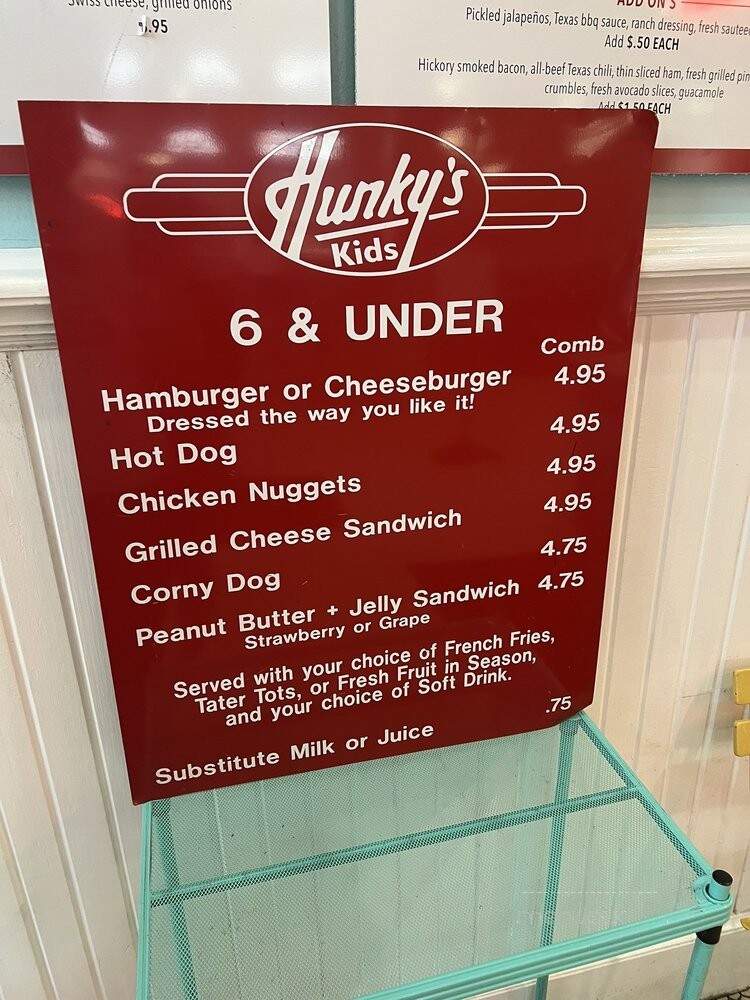 Swiss cheese, grilled onions
.95
ADD ON'S
Pickled jalapeños, Texas bbq sauce, ranch dressing, fresh
Add $.50 EACH
Hickory smoked bacon, all-beef Texas chili, thin sliced ham, fresh grilled
crumbles, fresh avocado slices, guacamole
Add $1.50 EACH
Hunky's
Kids
6 & UNDER
Comb
Hamburger or Cheeseburger 4.95
Dressed the way you like it!
Hot Dog 4.95
Chicken Nuggets 4.95
Grilled Cheese Sandwich 4.95
Corny Dog 4.75
Peanut Butter + Jelly Sandwich 4.75
Strawberry or Grape
Served with your choice of French Fries,
Tater Tots, or Fresh Fruit in Season,
and your choice of Soft Drink.
Substitute Milk or Juice .75